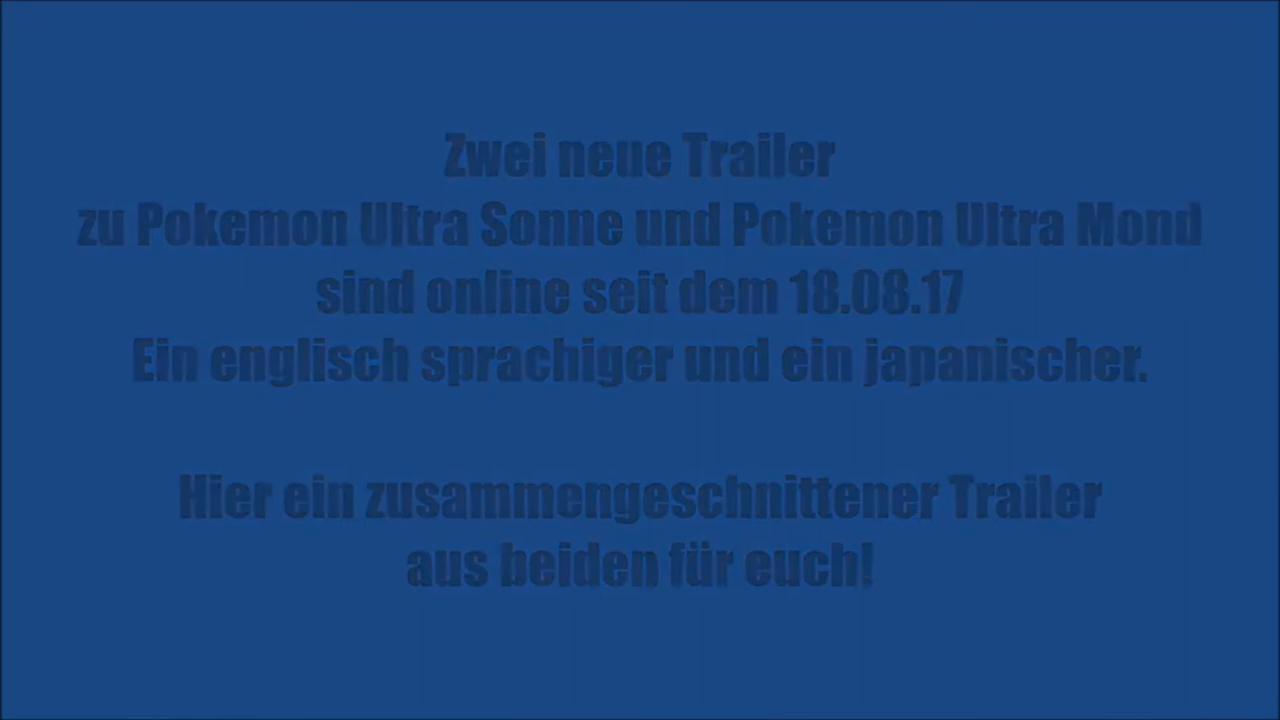 Zwei neue Trailer
zu Pokemon Ultra Sonne und Pokemon Ultra Mond
sind online seit dem 18.08.17
Ein englisch sprachiger und ein japanischer.
Hier ein zusammengeschnittener Trailer
aus beiden für euch!